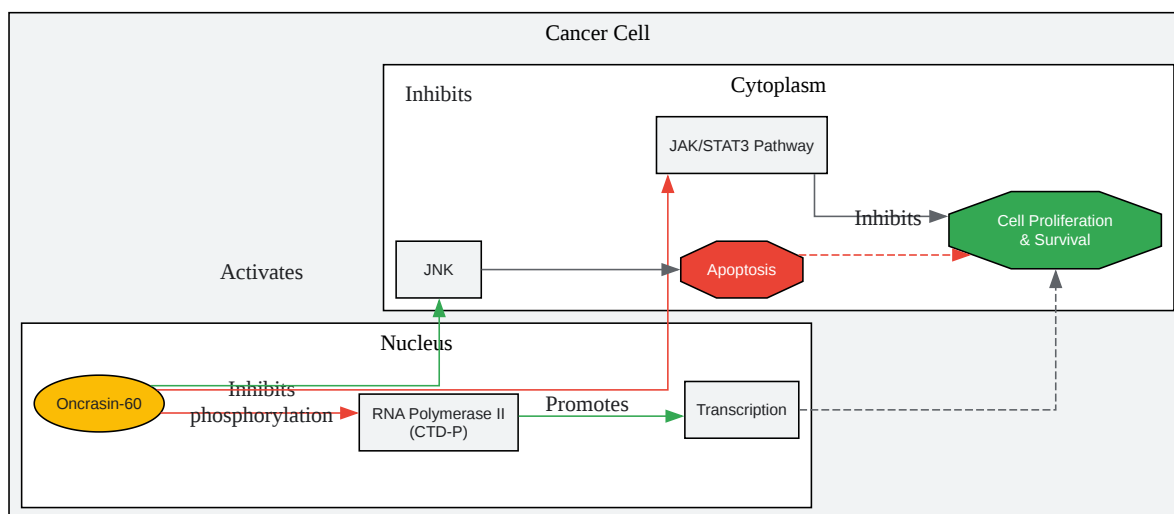 Cancer Cell
Cytoplasm
Inhibits
JAK/STAT3 Pathway
Inhibits
Cell Proliferation
& Survival
JNK
Apoptosis
Activates
Nucleus
Oncrasin-60
Inhibits
phosphorylation
RNA Polymerase II
(CTD-P)
Promotes
Transcription